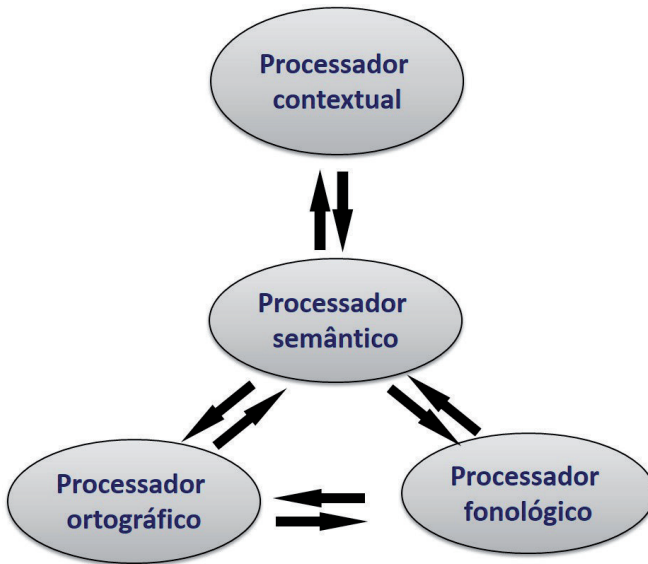 Processador
contextual
Processador
semântico
Processador
ortográfico
Processador
fonológico